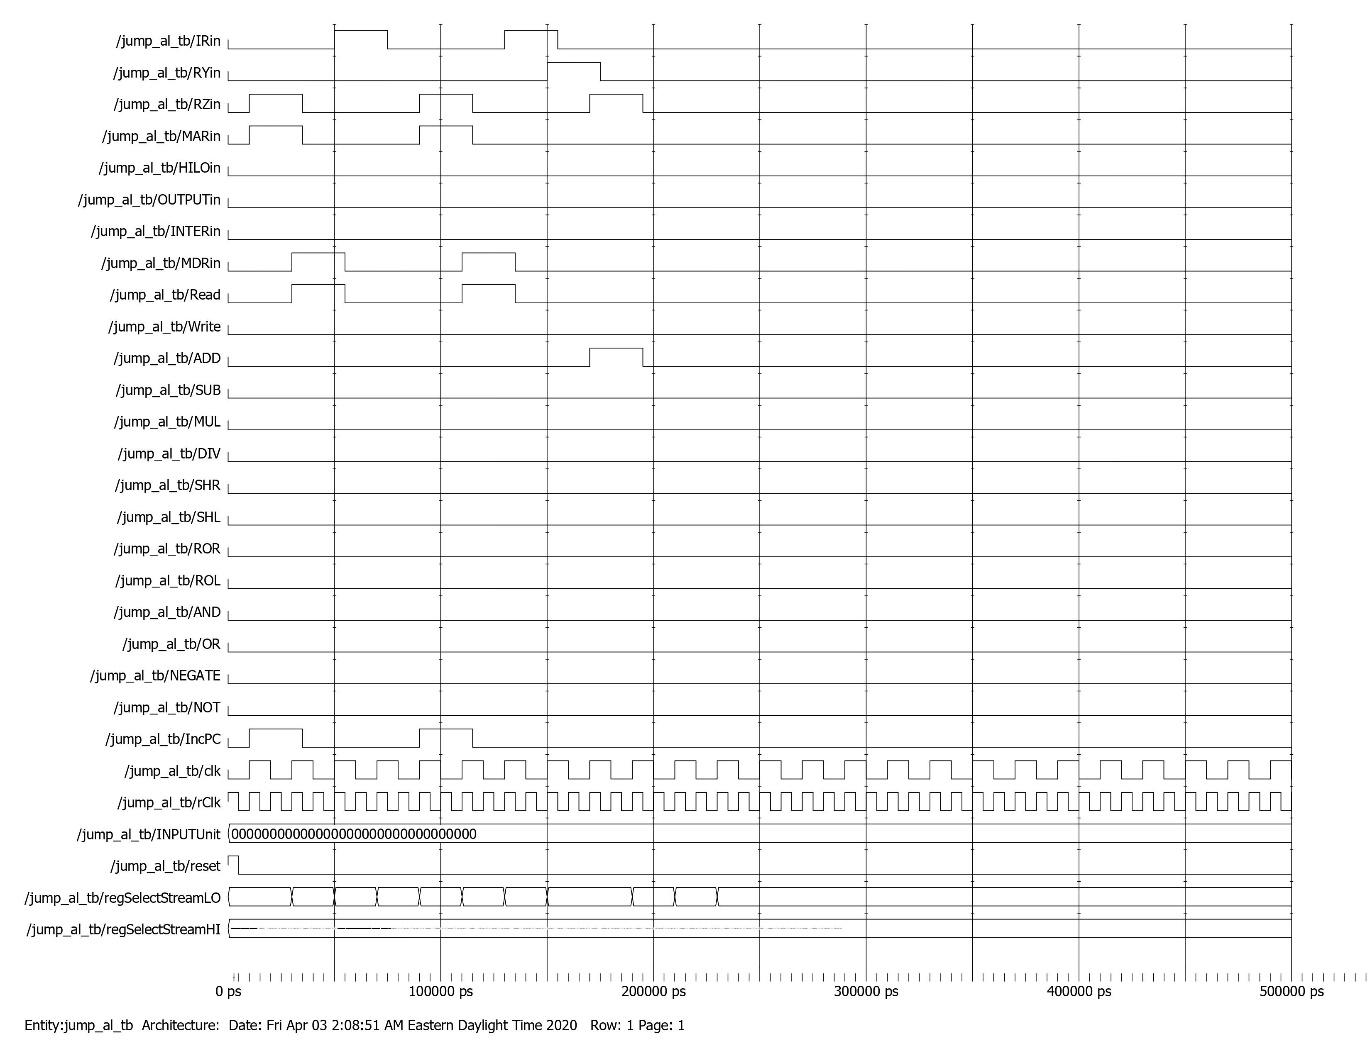 /jump_al_tb/IRin
/jump_al_tb/RYin
/jump_al_tb/RZin
/jump_al_tb/MARin
/jump_al_tb/HILOin
/jump_al_tb/OUTPUTin
/jump_al_tb/INTERin
/jump_al_tb/MDRin
/jump_al_tb/Read
/jump_al_tb/Write
/jump_al_tb/ADD
/jump_al_tb/SUB
/jump_al_tb/MUL
/jump_al_tb/DIV
/jump_al_tb/SHR
/jump_al_tb/SHL
/jump_al_tb/ROR
/jump_al_tb/ROL
/jump_al_tb/AND
/jump_al_tb/OR
/jump_al_tb/NEGATE
/jump_al_tb/NOT
/jump_al_tb/IncPC
/jump_al_tb/clk
/jump_al_tb/rClk
/jump_al_tb/INPUTUnit 00000000000000000000000000000000
/jump_al_tb/reset
/jump_al_tb/regSelectStreamLO
/jump_al_tb/regSelectStreamHI
0 ps 100000 ps 200000 ps 300000 ps 400000 ps 500000 ps
Entity:jump_al_tb Architecture: Date: Fri Apr 03 2:08:51 AM Eastern Daylight Time 2020 Row: 1 Page: 1